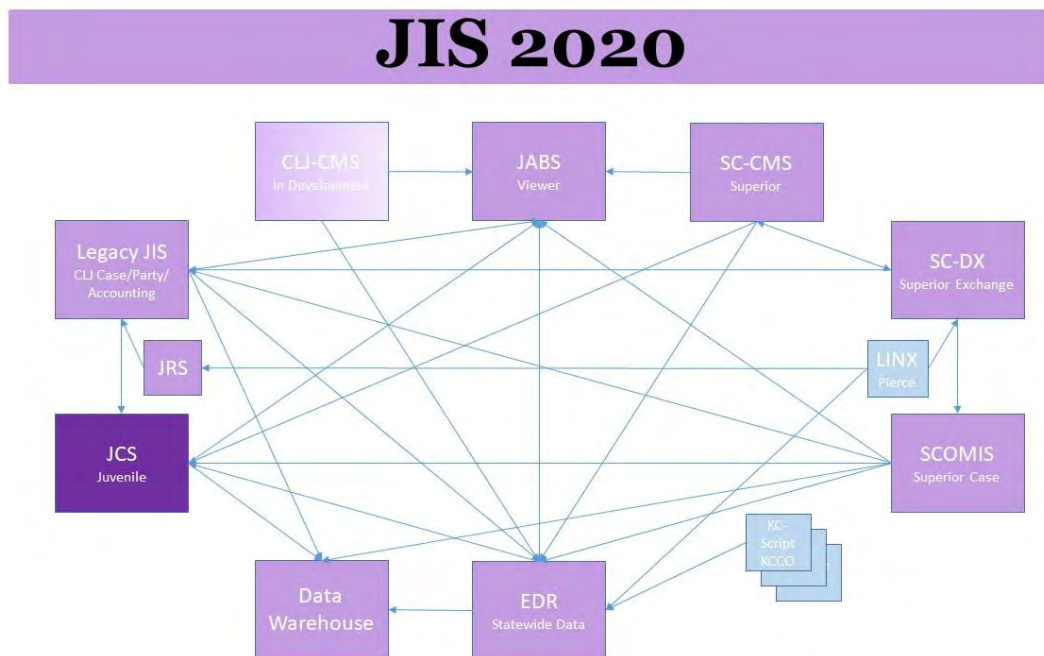 JIS 2020
CLJ-CMS
In Development
JABS
Viewer
SC-CMS
Superior
Legacy JIS
CLJ Case/Party/
Accounting
SC-DX
Superior Exchange
JRS
LINX
Pierce
JCS
Juvenile
SCOMIS
Superior Case
KC-
Script
KCCO
Data
Warehouse
EDR
Statewide Data